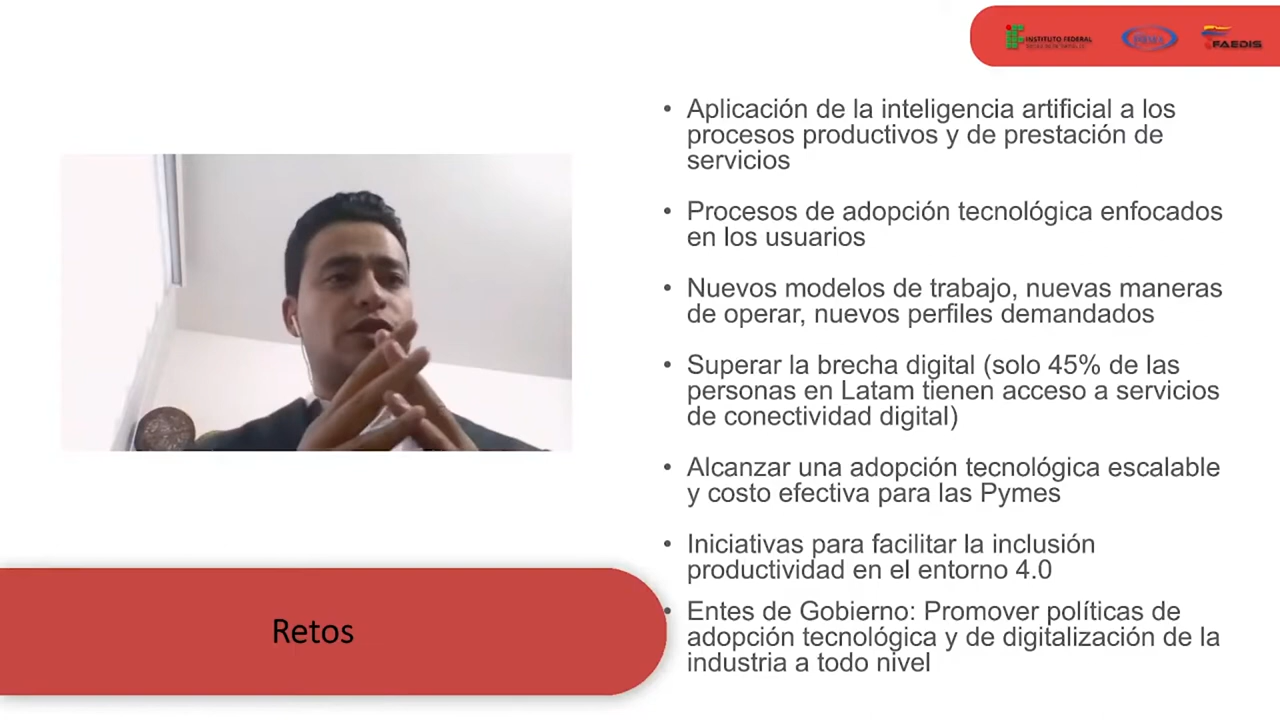 INSTITUTO FEDERAL
FAEDIS
• Aplicación de la inteligencia artificial a los
procesos productivos y de prestación de
servicios
• Procesos de adopción tecnológica enfocados
en los usuarios
• Nuevos modelos de trabajo, nuevas maneras
de operar, nuevos perfiles demandados
• Superar la brecha digital (solo 45% de las
personas en Latam tienen acceso a servicios
de conectividad digital)
• Alcanzar una adopción tecnológica escalable
y costo efectiva para las Pymes
• Iniciativas para facilitar la inclusión
productividad en el entorno 4.0
• Entes de Gobierno: Promover políticas de
adopción tecnológica y de digitalización de la
industria a todo nivel
Retos